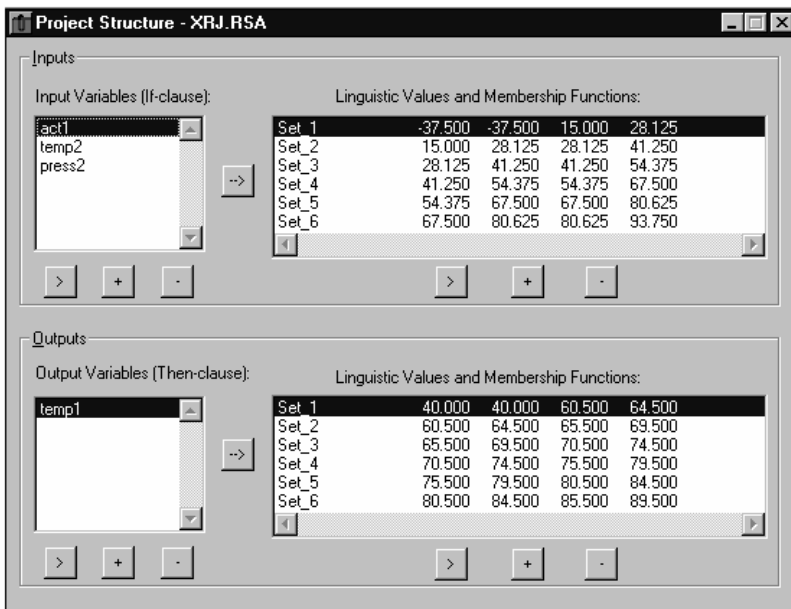 Project Structure - XRJ.RSA
Inputs
Input Variables (If-clause):
Linguistic Values and Membership Functions:
act1
temp2
press2
-->
Set_1 -37.500 -37.500 15.000 28.125
Set_2 15.000 28.125 28.125 41.250
Set_3 28.125 41.250 41.250 54.375
Set_4 41.250 54.375 54.375 67.500
Set_5 54.375 67.500 67.500 80.625
Set_6 67.500 80.625 80.625 93.750
> + -
> + -
Outputs
Output Variables (Then-clause):
Linguistic Values and Membership Functions:
temp1
-->
Set_1 40.000 40.000 60.500 64.500
Set_2 60.500 64.500 65.500 69.500
Set_3 65.500 69.500 70.500 74.500
Set_4 70.500 74.500 75.500 79.500
Set_5 75.500 79.500 80.500 84.500
Set_6 80.500 84.500 85.500 89.500
> + -
> + -